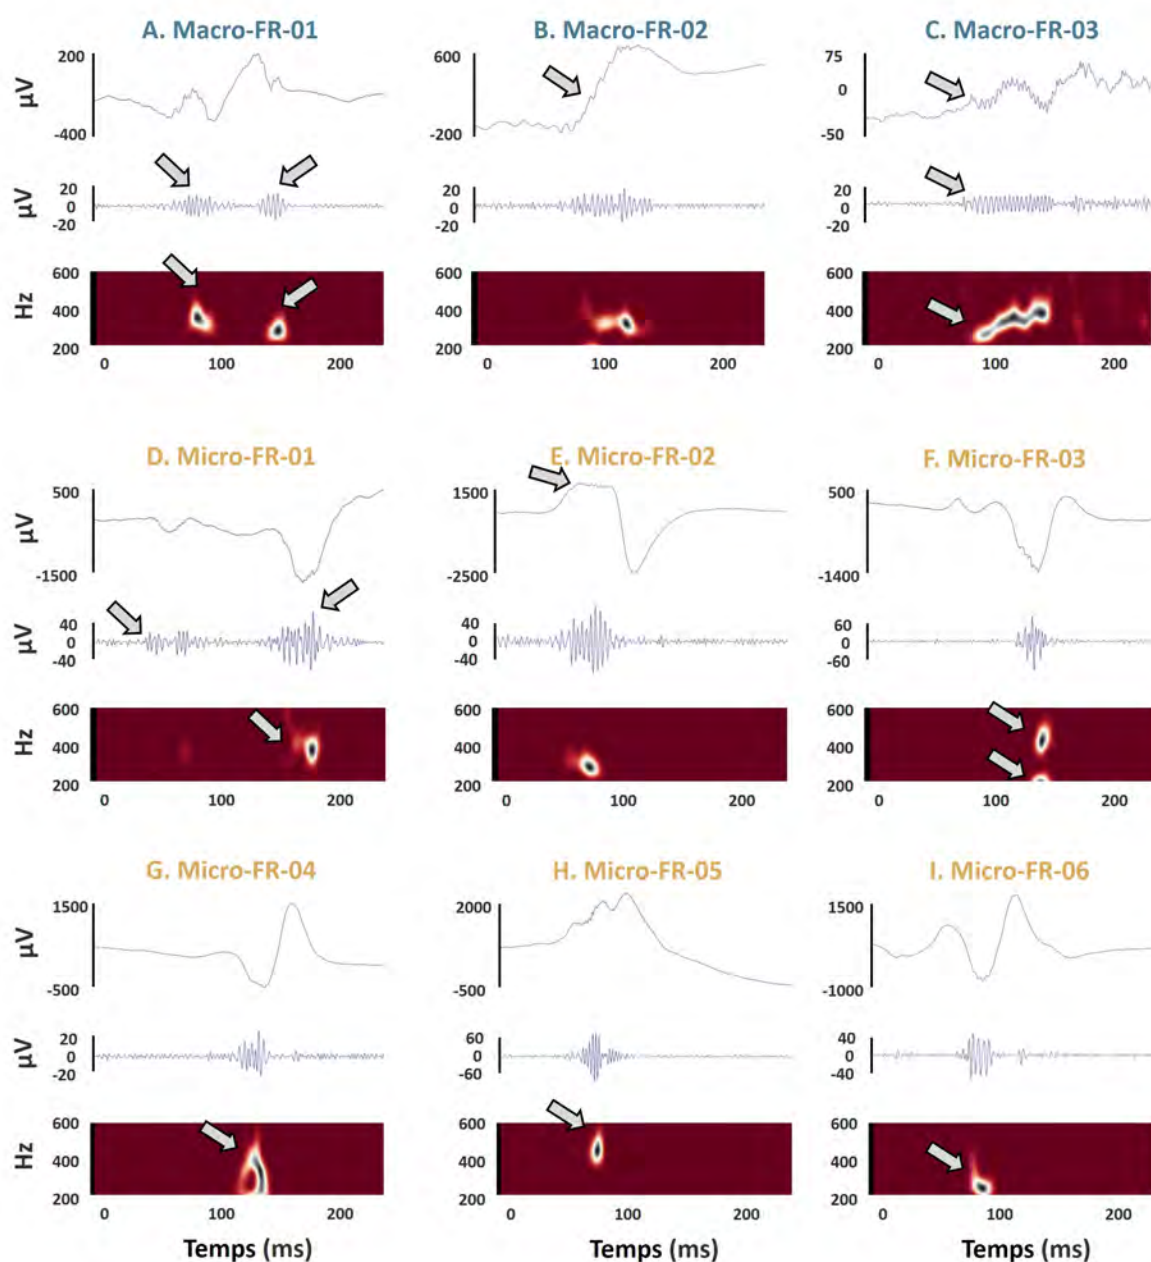 A. Macro-FR-01
B. Macro-FR-02
C. Macro-FR-03
200
600
75
µV
0
-400
-200
-50
20
20
20
µV
0
0
0
-20
-20
-20
600
600
600
Hz
400
400
400
200
200
200
0 100 200
0 100 200
0 100 200
D. Micro-FR-01
E. Micro-FR-02
F. Micro-FR-03
500
1500
500
µV
-1500
-2500
-1400
40
40
60
µV
0
0
0
-40
-40
-60
600
600
600
Hz
400
400
400
200
200
200
0 100 200
0 100 200
0 100 200
G. Micro-FR-04
H. Micro-FR-05
I. Micro-FR-06
1500
2000
1500
µV
-500
-500
-1000
20
60
40
µV
0
0
0
-20
-60
-40
600
600
600
Hz
400
400
400
200
200
200
0 100 200
0 100 200
0 100 200
Temps (ms)
Temps (ms)
Temps (ms)